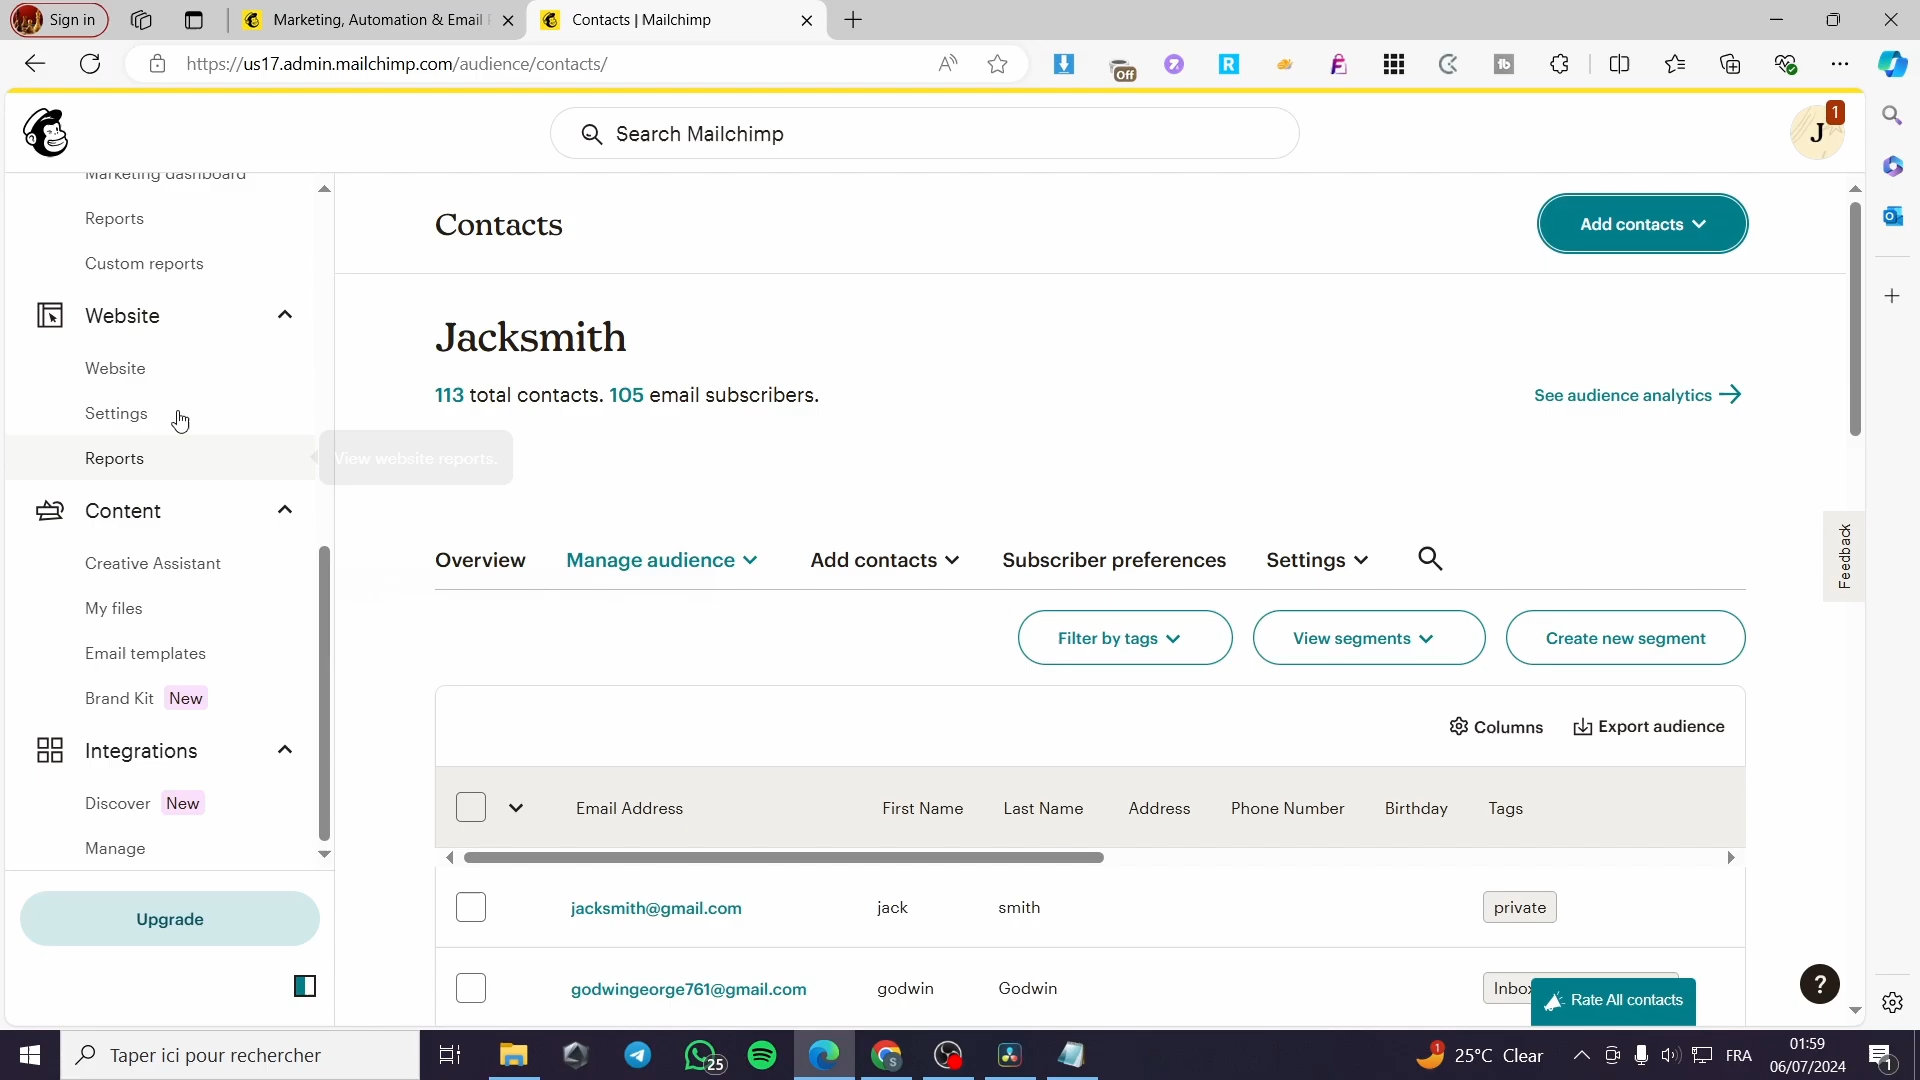 Sign in
Marketing, Automation & Email
Contacts | Mailchimp
https://us17.admin.mailchimp.com/audience/contacts/
Off
Search Mailchimp
J
1
Marketing dashboard
Reports
Custom reports
Website
Website
Settings
Reports
View website reports.
Content
Creative Assistant
My files
Email templates
Brand Kit New
Integrations
Discover New
Manage
Upgrade
Contacts
Add contacts
Jacksmith
113 total contacts. 105 email subscribers.
See audience analytics
Overview
Manage audience
Add contacts
Subscriber preferences
Settings
Feedback
Filter by tags
View segments
Create new segment
Columns
Export audience
Email Address
First Name
Last Name
Address
Phone Number
Birthday
Tags
jacksmith@gmail.com
jack
smith
private
godwingeorge761@gmail.com
godwin
Godwin
Rate All contacts
?
Taper ici pour rechercher
25
25°C Clear
FRA
01:59
06/07/2024
1